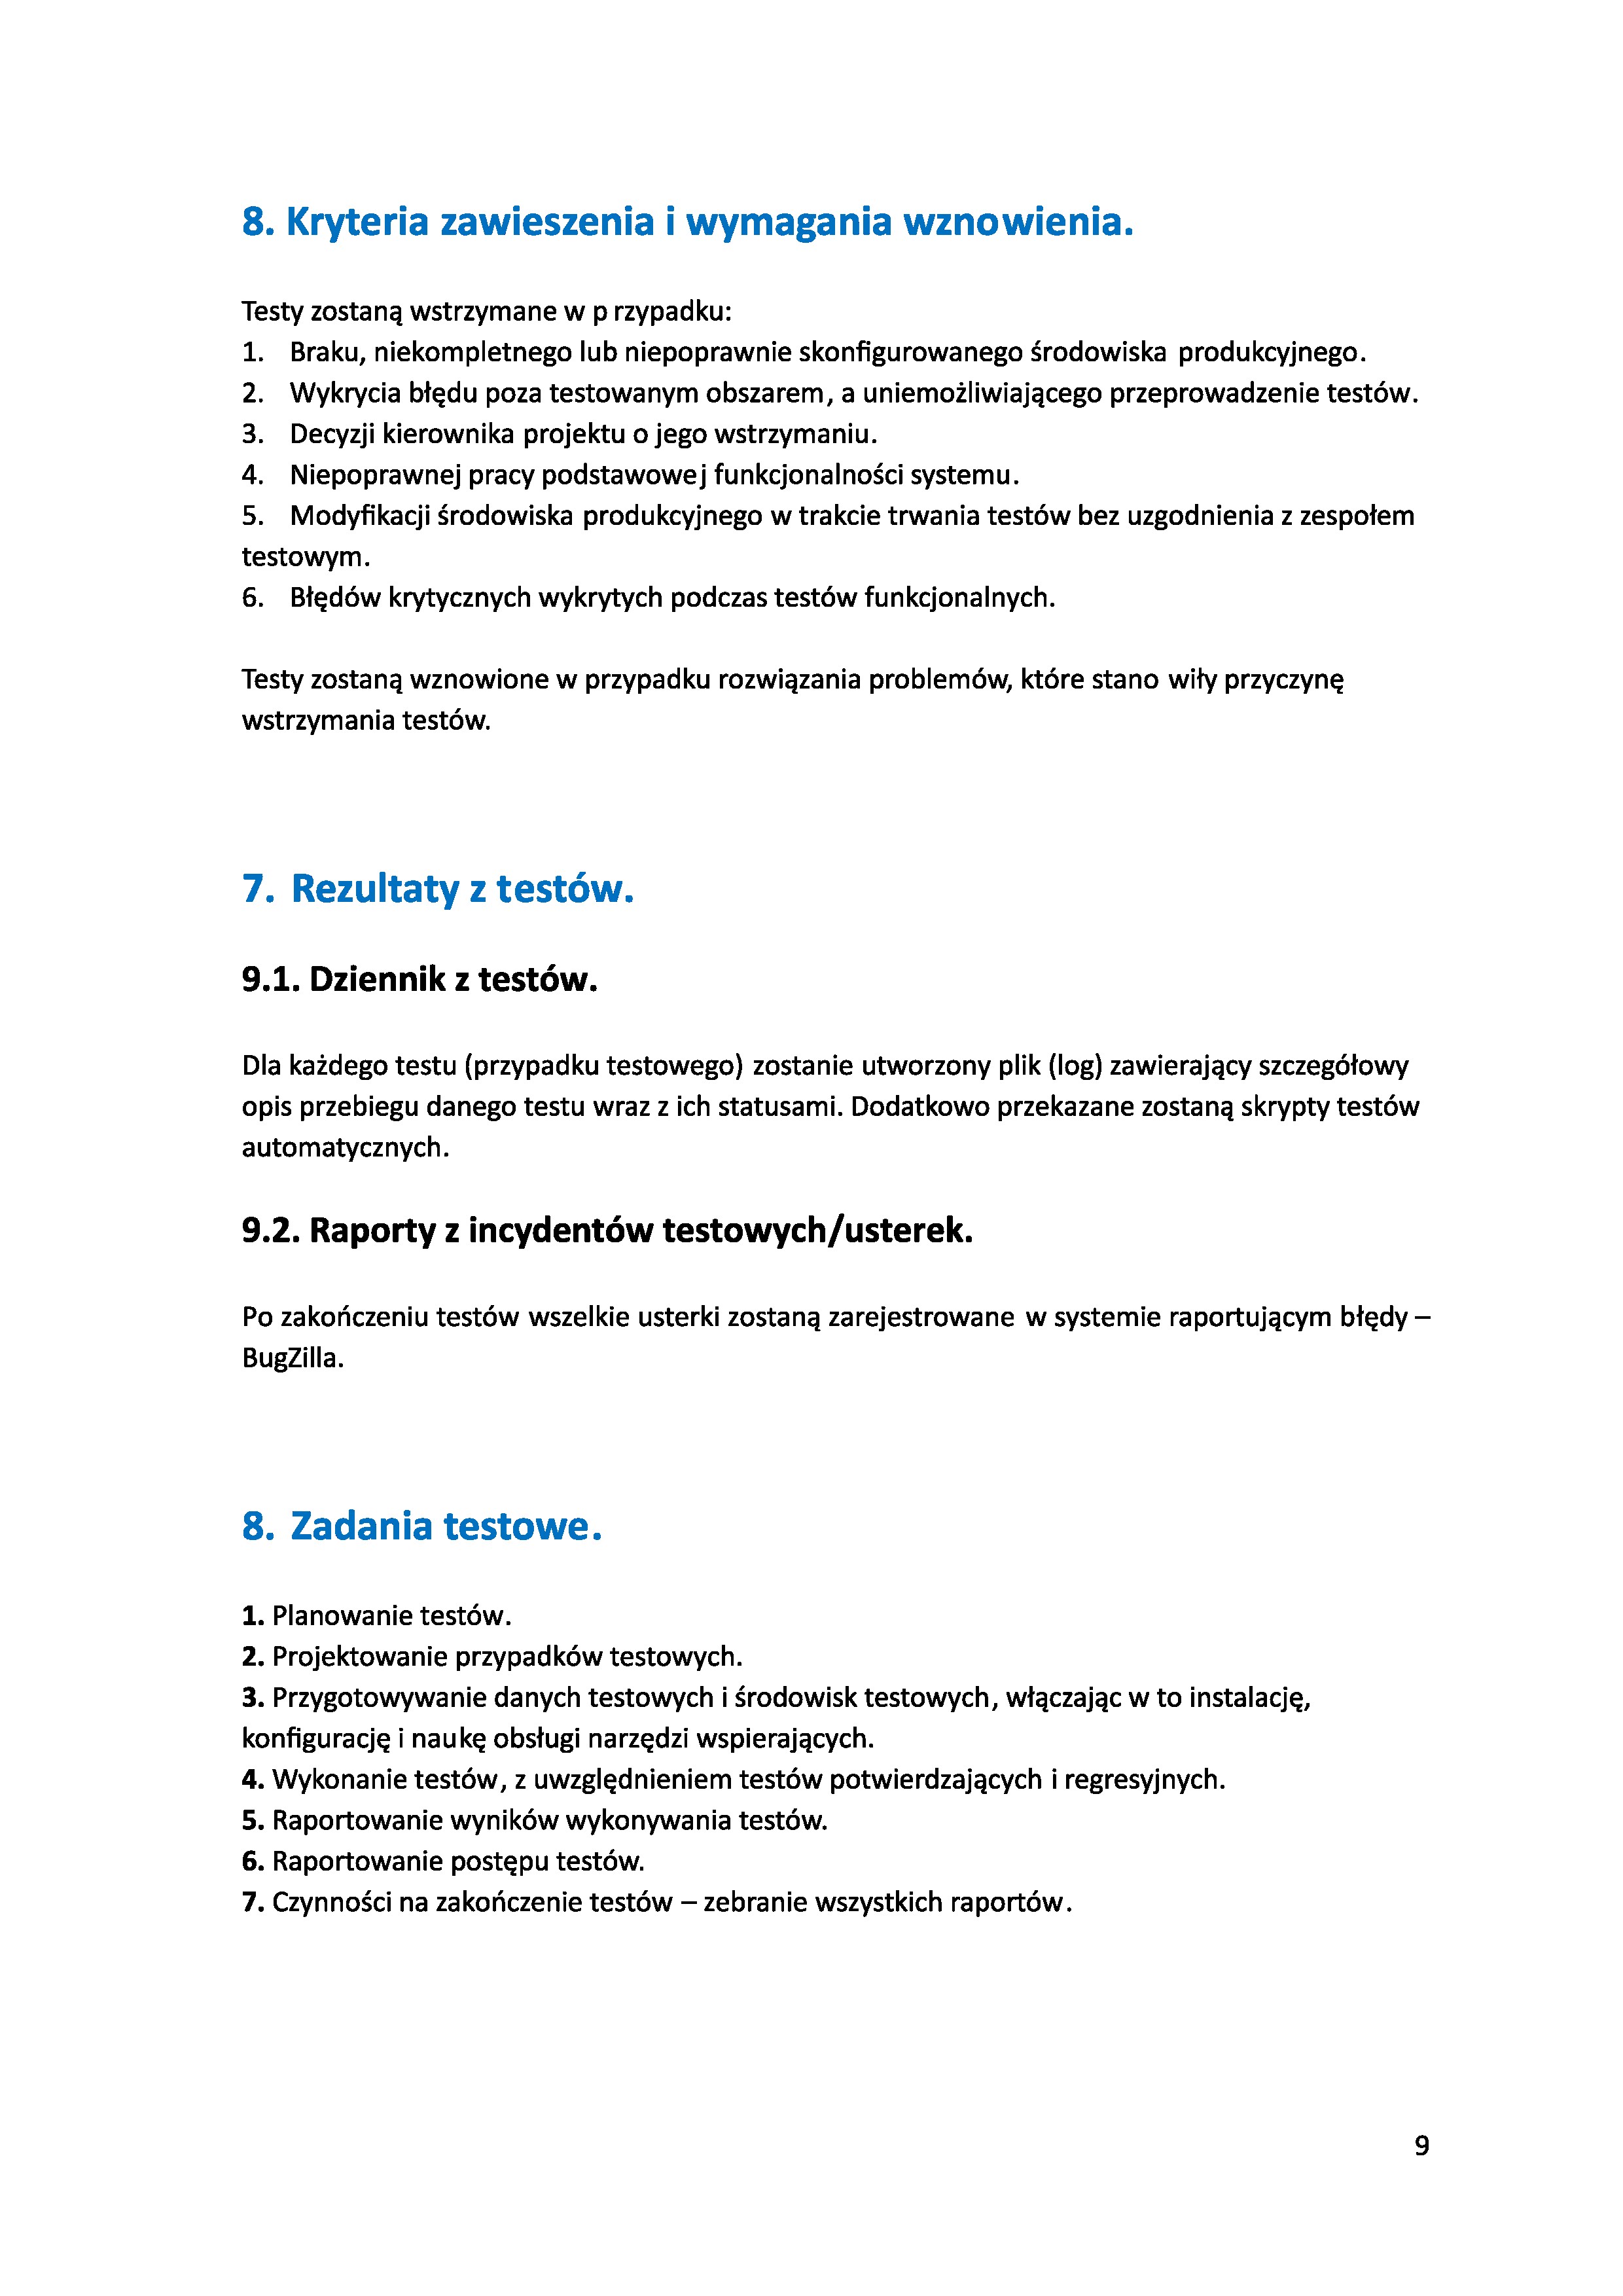 8. Kryteria zawieszenia i wymagania wznowienia.
Testy zostaną wstrzymane w p rzypadku:
1. Braku, niekompletnego lub niepoprawnie skonfigurowanego środowiska produkcyjnego.
2. Wykrycia błędu poza testowanym obszarem, a uniemożliwiającego przeprowadzenie testów.
3. Decyzji kierownika projektu o jego wstrzymaniu.
4. Niepoprawnej pracy podstawowej funkcjonalności systemu.
5. Modyfikacji środowiska produkcyjnego w trakcie trwania testów bez uzgodnienia z zespołem
testowym.
6. Błędów krytycznych wykrytych podczas testów funkcjonalnych.
Testy zostaną wznowione w przypadku rozwiązania problemów, które stano wiły przyczynę
wstrzymania testów.
7. Rezultaty z testów.
9.1. Dziennik z testów.
Dla każdego testu (przypadku testowego) zostanie utworzony plik (log) zawierający szczegółowy
opis przebiegu danego testu wraz z ich statusami. Dodatkowo przekazane zostaną skrypty testów
automatycznych.
9.2. Raporty z incydentów testowych/usterek.
Po zakończeniu testów wszelkie usterki zostaną zarejestrowane w systemie raportującym błędy –
BugZilla.
8. Zadania testowe.
1. Planowanie testów.
2. Projektowanie przypadków testowych.
3. Przygotowywanie danych testowych i środowisk testowych, włączając w to instalację,
konfigurację i naukę obsługi narzędzi wspierających.
4. Wykonanie testów, z uwzględnieniem testów potwierdzających i regresyjnych.
5. Raportowanie wyników wykonywania testów.
6. Raportowanie postępu testów.
7. Czynności na zakończenie testów – zebranie wszystkich raportów.
9